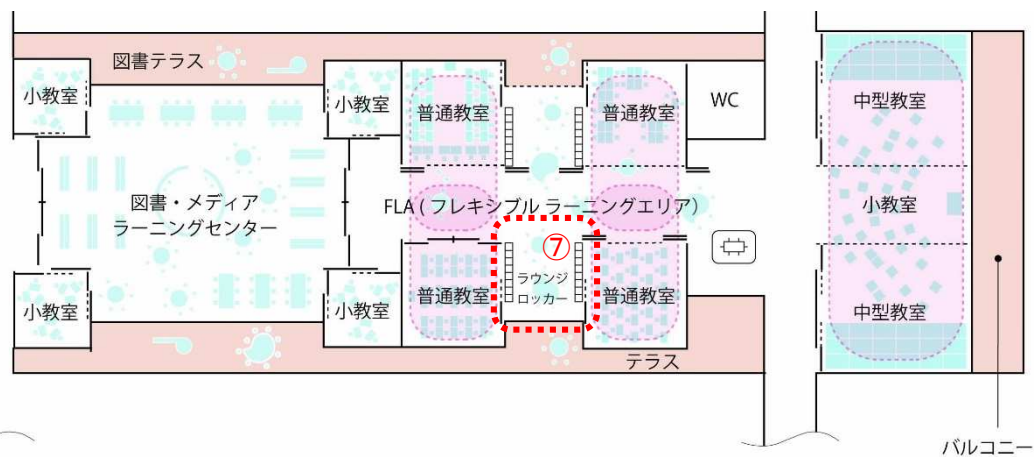 図書テラス
小教室
小教室
普通教室
普通教室
WC
中型教室
図書・メディア
ラーニングセンター
FLA ( フレキシブル ラーニングエリア)
小教室
⑦
ラウンジ
ロッカー
小教室
小教室
普通教室
普通教室
中型教室
テラス
バルコニー